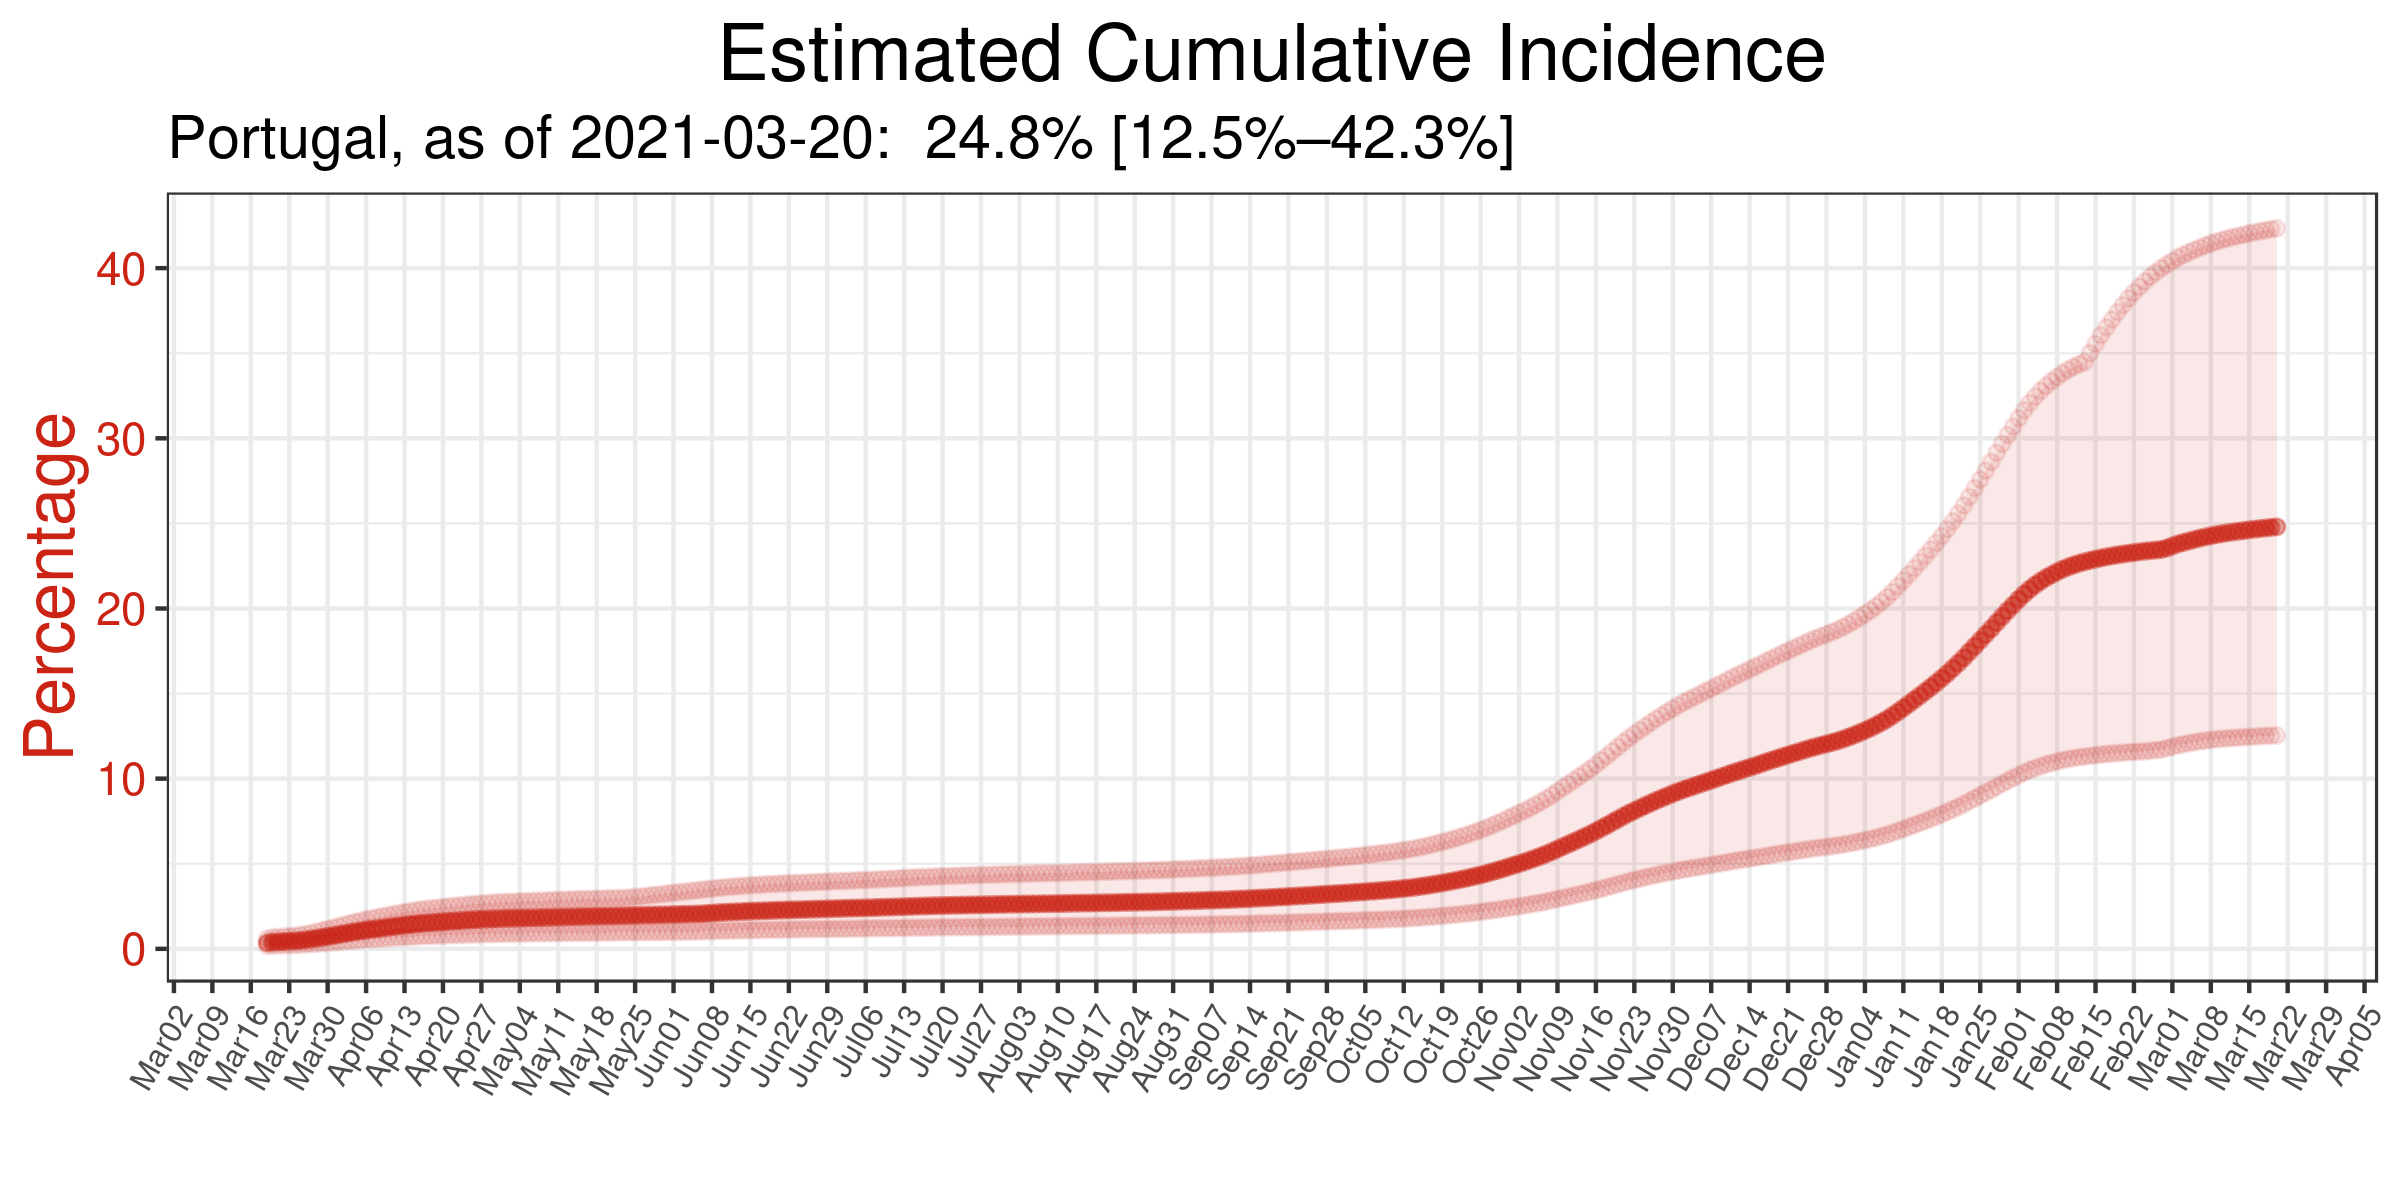 Estimated Cumulative Incidence
Portugal, as of 2021-03-20:  24.8% [12.5%–42.3%]
Percentage
40
30
20
10
0
Mar02 Mar09 Mar16 Mar23 Mar30 Apr06 Apr13 Apr20 Apr27 May04 May11 May18 May25 Jun01 Jun08 Jun15 Jun22 Jun29 Jul06 Jul13 Jul20 Jul27 Aug03 Aug10 Aug17 Aug24 Aug31 Sep07 Sep14 Sep21 Sep28 Oct05 Oct12 Oct19 Oct26 Nov02 Nov09 Nov16 Nov23 Nov30 Dec07 Dec14 Dec21 Dec28 Jan04 Jan11 Jan18 Jan25 Feb01 Feb08 Feb15 Feb22 Mar01 Mar08 Mar15 Mar22 Mar29 Apr05